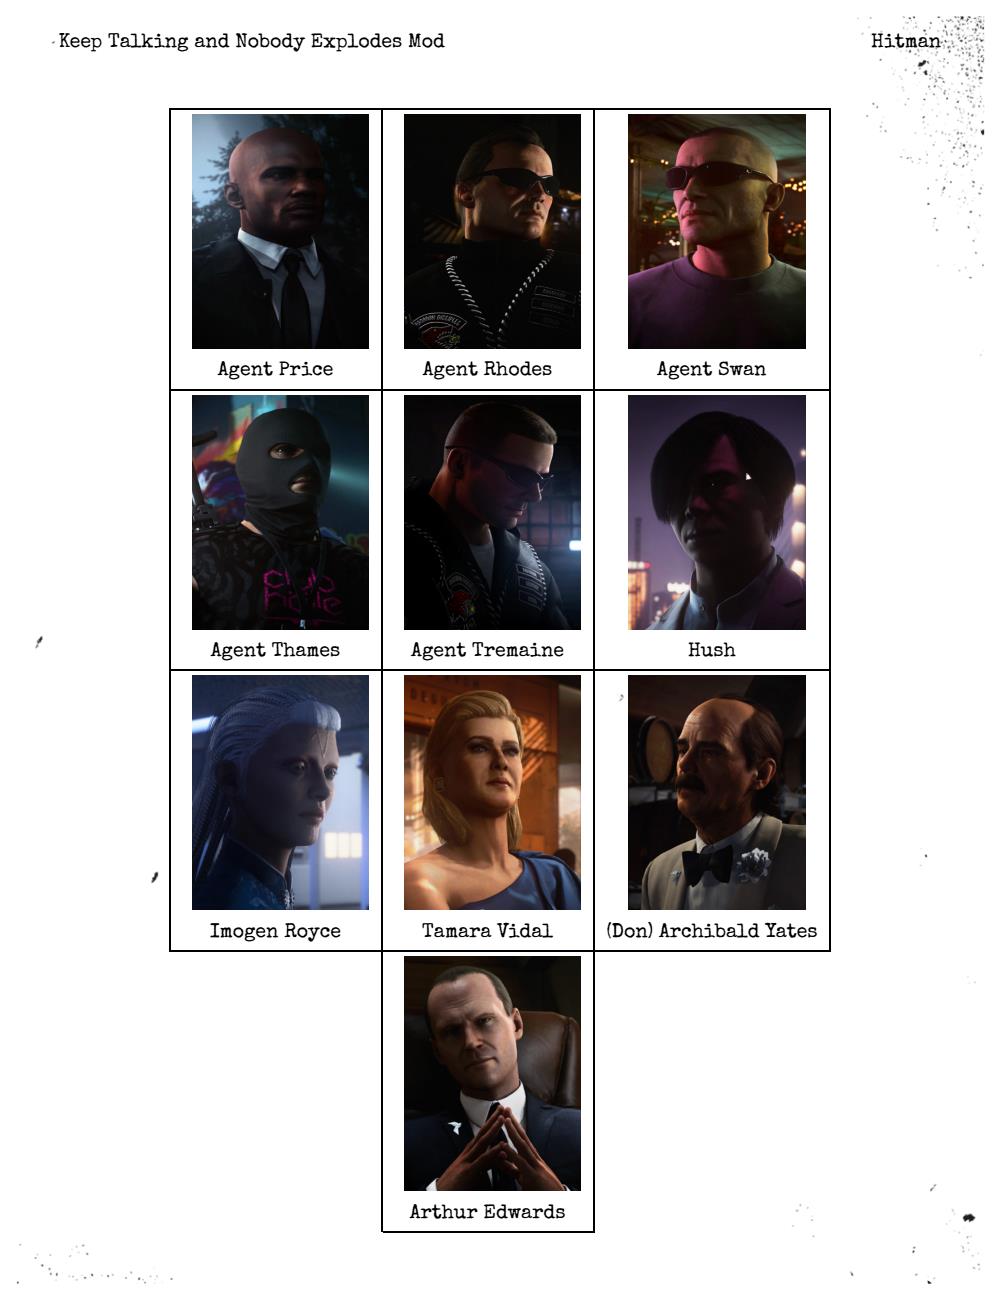 Keep Talking and Nobody Explodes Mod
Hitman
Agent Price
Agent Rhodes
Agent Swan
Agent Thames
Agent Tremaine
Hush
Imogen Royce
Tamara Vidal
(Don) Archibald Yates
Arthur Edwards